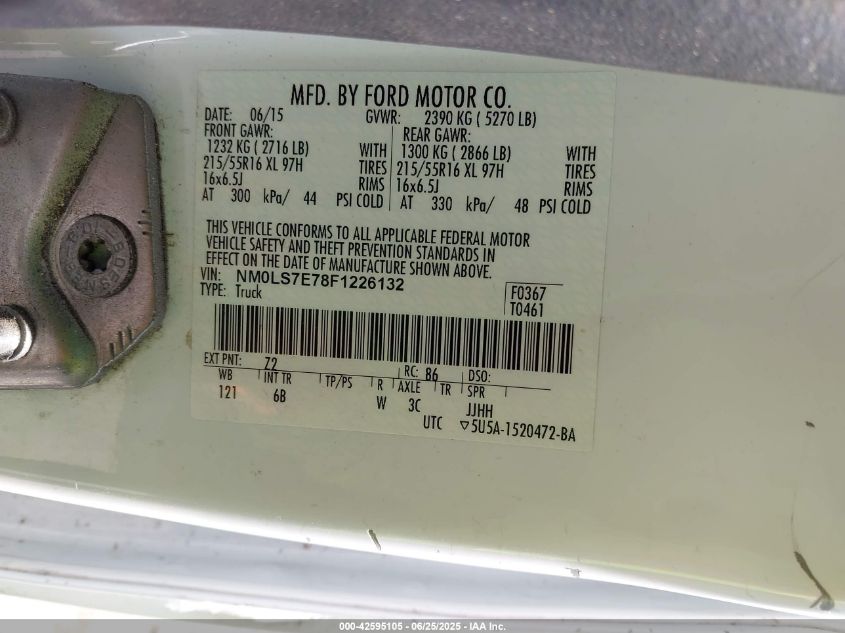 MFD. BY FORD MOTOR CO.
DATE: 06/15 GVWR: 2390 KG ( 5270 LB)
FRONT GAWR: REAR GAWR:
1232 KG ( 2716 LB) WITH 1300 KG ( 2866 LB) WITH
215/55R16 XL 97H TIRES 215/55R16 XL 97H TIRES
16x6.5J RIMS 16x6.5J RIMS
AT 300 kPa/ 44 PSI COLD AT 330 kPa/ 48 PSI COLD
THIS VEHICLE CONFORMS TO ALL APPLICABLE FEDERAL MOTOR
VEHICLE SAFETY AND THEFT PREVENTION STANDARDS IN
EFFECT ON THE DATE OF MANUFACTURE SHOWN ABOVE.
VIN: NM0LS7E78F1226132
TYPE: Truck
F0367
T0461
EXT PNT: Z2 RC: 86 DSO:
WB INT TR TP/PS R AXLE TR SPR
121 6B W 3C JJHH
UTC ▽5U5A-1520472-BA
000-42595105 - 06/25/2025 - IAA Inc.